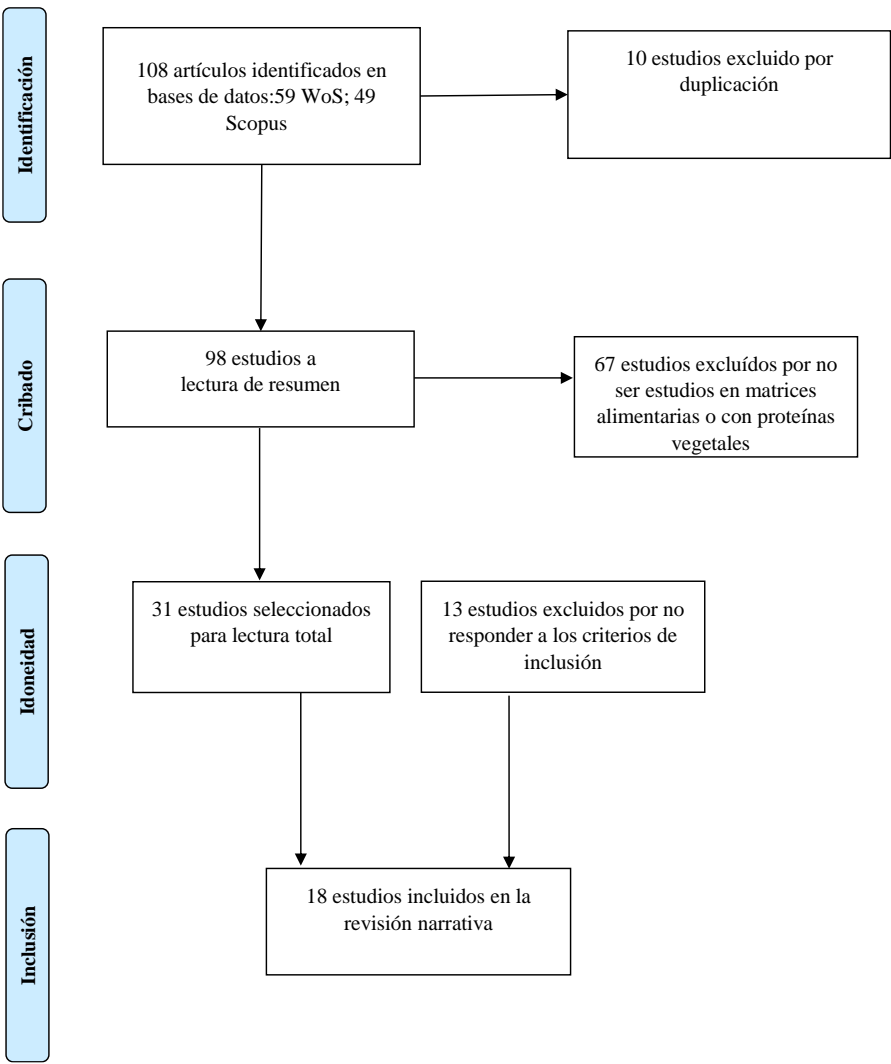 Identificación
108 artículos identificados en
bases de datos:59 WoS; 49
Scopus
10 estudios excluido por
duplicación
Cribado
98 estudios a
lectura de resumen
67 estudios excluídos por no
ser estudios en matrices
alimentarias o con proteínas
vegetales
Idoneidad
31 estudios seleccionados
para lectura total
13 estudios excluidos por no
responder a los criterios de
inclusión
Inclusión
18 estudios incluidos en la
revisión narrativa